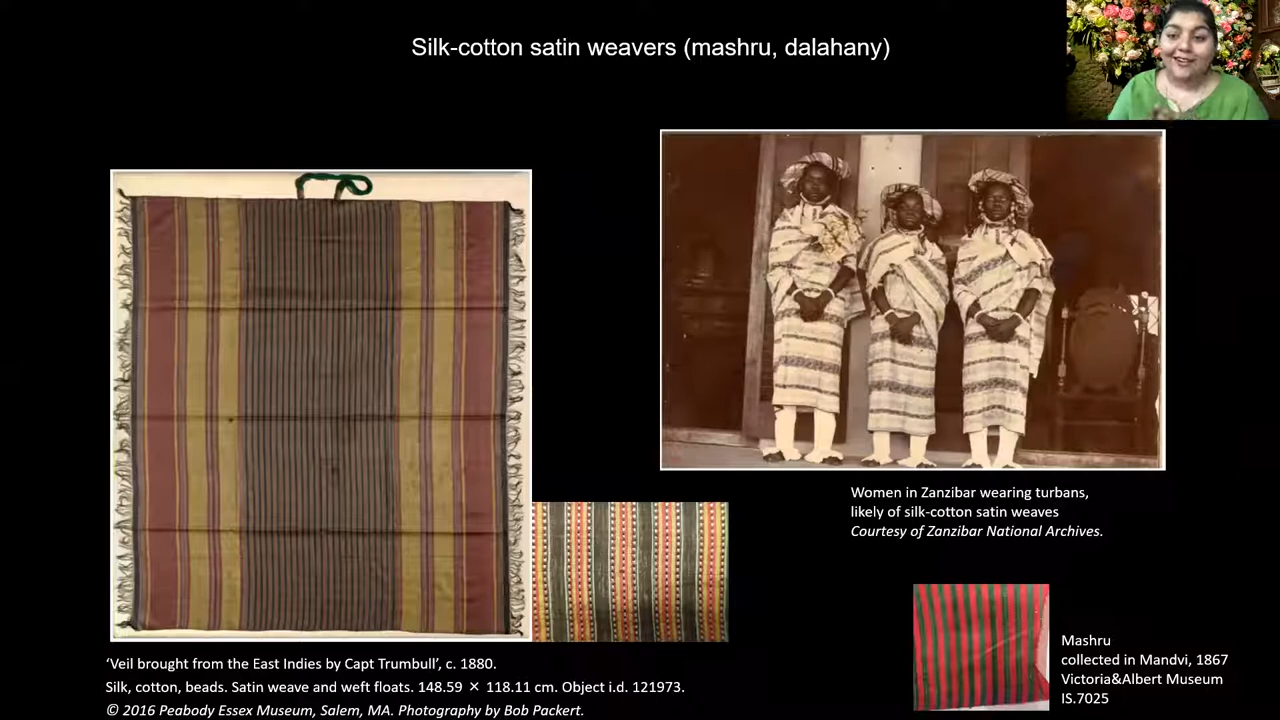 Silk-cotton satin weavers (mashru, dalahany)
Women in Zanzibar wearing turbans,
likely of silk-cotton satin weaves
Courtesy of Zanzibar National Archives.
'Veil brought from the East Indies by Capt Trumbull', c. 1880.
Silk, cotton, beads. Satin weave and weft floats. 148.59 × 118.11 cm. Object i.d. 121973.
© 2016 Peabody Essex Museum, Salem, MA. Photography by Bob Packert.
Mashru
collected in Mandvi, 1867
Victoria&Albert Museum
IS.7025